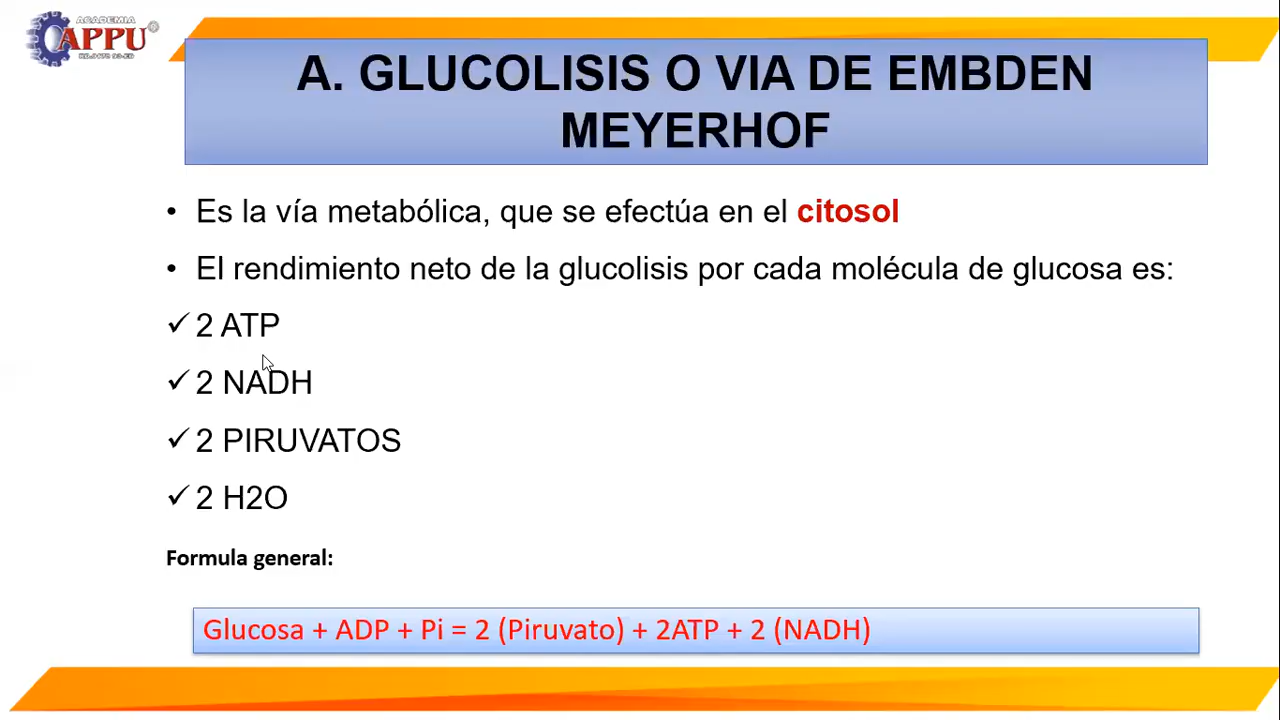 ACADEMIA
APPU
A. GLUCOLISIS O VIA DE EMBDEN
MEYERHOF
• Es la vía metabólica, que se efectúa en el citosol
• El rendimiento neto de la glucolisis por cada molécula de glucosa es:
✓ 2 ATP
✓ 2 NADH
✓ 2 PIRUVATOS
✓ 2 H2O
Formula general:
Glucosa + ADP + Pi = 2 (Piruvato) + 2ATP + 2 (NADH)